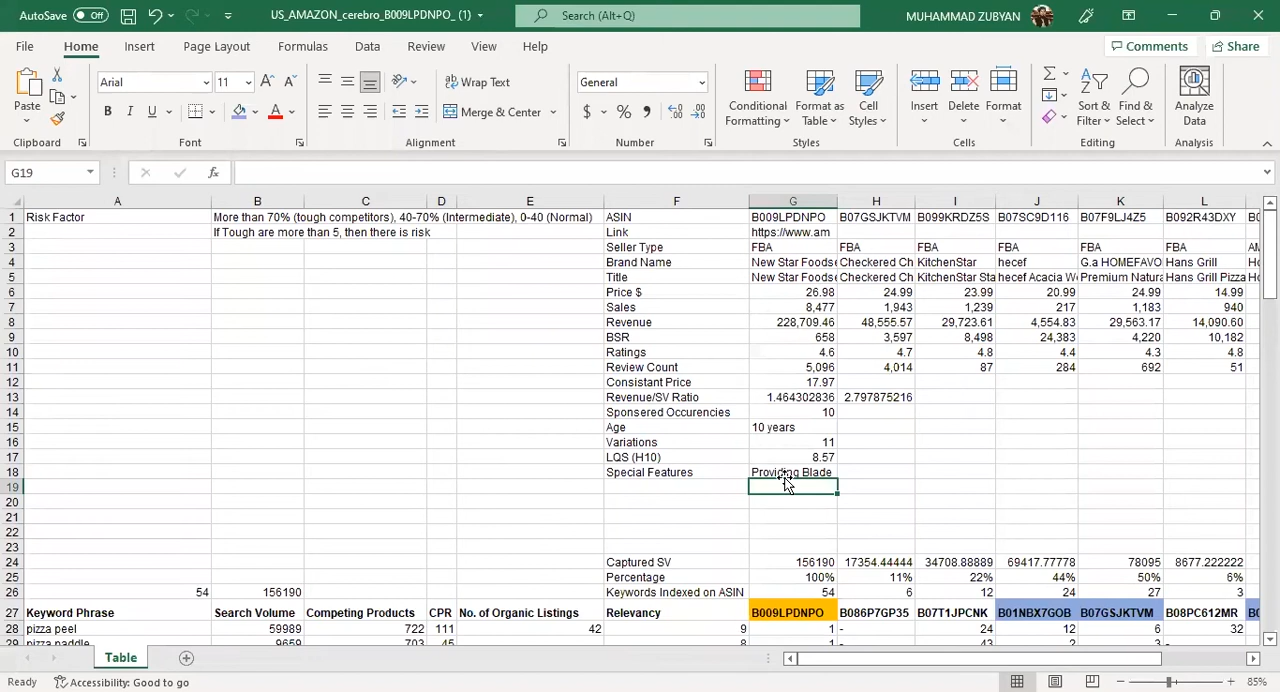 AutoSave Off US_AMAZON_cerebro_B009LPDNPO_ (1) Search (Alt+Q) MUHAMMAD ZUBYAN
File Home Insert Page Layout Formulas Data Review View Help Comments Share
Paste Arial 11 Wrap Text General Conditional Formatting Format as Table Cell Styles Insert Delete Format Sort & Filter Find & Select Analyze Data
B I U A Merge & Center $ % ,
Clipboard Font Alignment Number Styles Cells Editing Analysis
G19 fx
A B C D E F G H I J K L
1 Risk Factor More than 70% (tough competitors), 40-70% (Intermediate), 0-40 (Normal) ASIN B009LPDNPO B07GSJKTVM B099KRDZ5S B07SC9D116 B07F9LJ4Z5 B092R43DXY
2 If Tough are more than 5, then there is risk Link https://www.am
3 Seller Type FBA FBA FBA FBA FBA FBA AM
4 Brand Name New Star Foods Checkered Ch KitchenStar hecef G.a HOMEFAVO Hans Grill
5 Title New Star Foods Checkered Ch KitchenStar Sta hecef Acacia W Premium Natura Hans Grill Pizza
6 Price $ 26.98 24.99 23.99 20.99 24.99 14.99
7 Sales 8,477 1,943 1,239 217 1,183 940
8 Revenue 228,709.46 48,555.57 29,723.61 4,554.83 29,563.17 14,090.60
9 BSR 658 3,597 8,498 24,383 4,220 10,182
10 Ratings 4.6 4.7 4.8 4.4 4.3 4.8
11 Review Count 5,096 4,014 87 284 692 51
12 Consistant Price 17.97
13 Revenue/SV Ratio 1.464302836 2.797875216
14 Sponsered Occurencies 10
15 Age 10 years
16 Variations 11
17 LQS (H10) 8.57
18 Special Features Providing Blade
19
20
21
22
23
24 Captured SV 156190 17354.44444 34708.88889 69417.77778 78095 8677.222222
25 Percentage 100% 11% 22% 44% 50% 6%
26 54 156190 Keywords Indexed on ASIN 54 6 12 24 27 3
27 Keyword Phrase Search Volume Competing Products CPR No. of Organic Listings Relevancy B009LPDNPO B086P7GP35 B07T1JPCNK B01NBX7GOB B07GSJKTVM B08PC612MR
28 pizza peel 59989 722 111 42 9 1 - 24 12 6 32
29 pizza paddle 9659 703 45 8 1 - 43 2 3 -
Table
Ready Accessibility: Good to go 85%